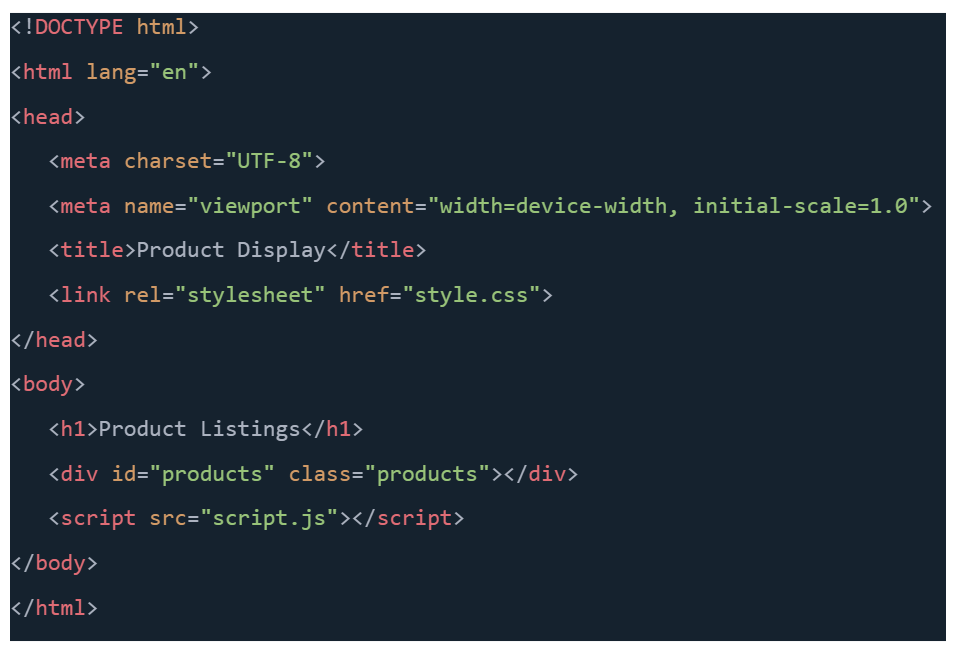 <!DOCTYPE html>
<html lang="en">
<head>
   <meta charset="UTF-8">
   <meta name="viewport" content="width=device-width, initial-scale=1.0">
   <title>Product Display</title>
   <link rel="stylesheet" href="style.css">
</head>
<body>
   <h1>Product Listings</h1>
   <div id="products" class="products"></div>
   <script src="script.js"></script>
</body>
</html>